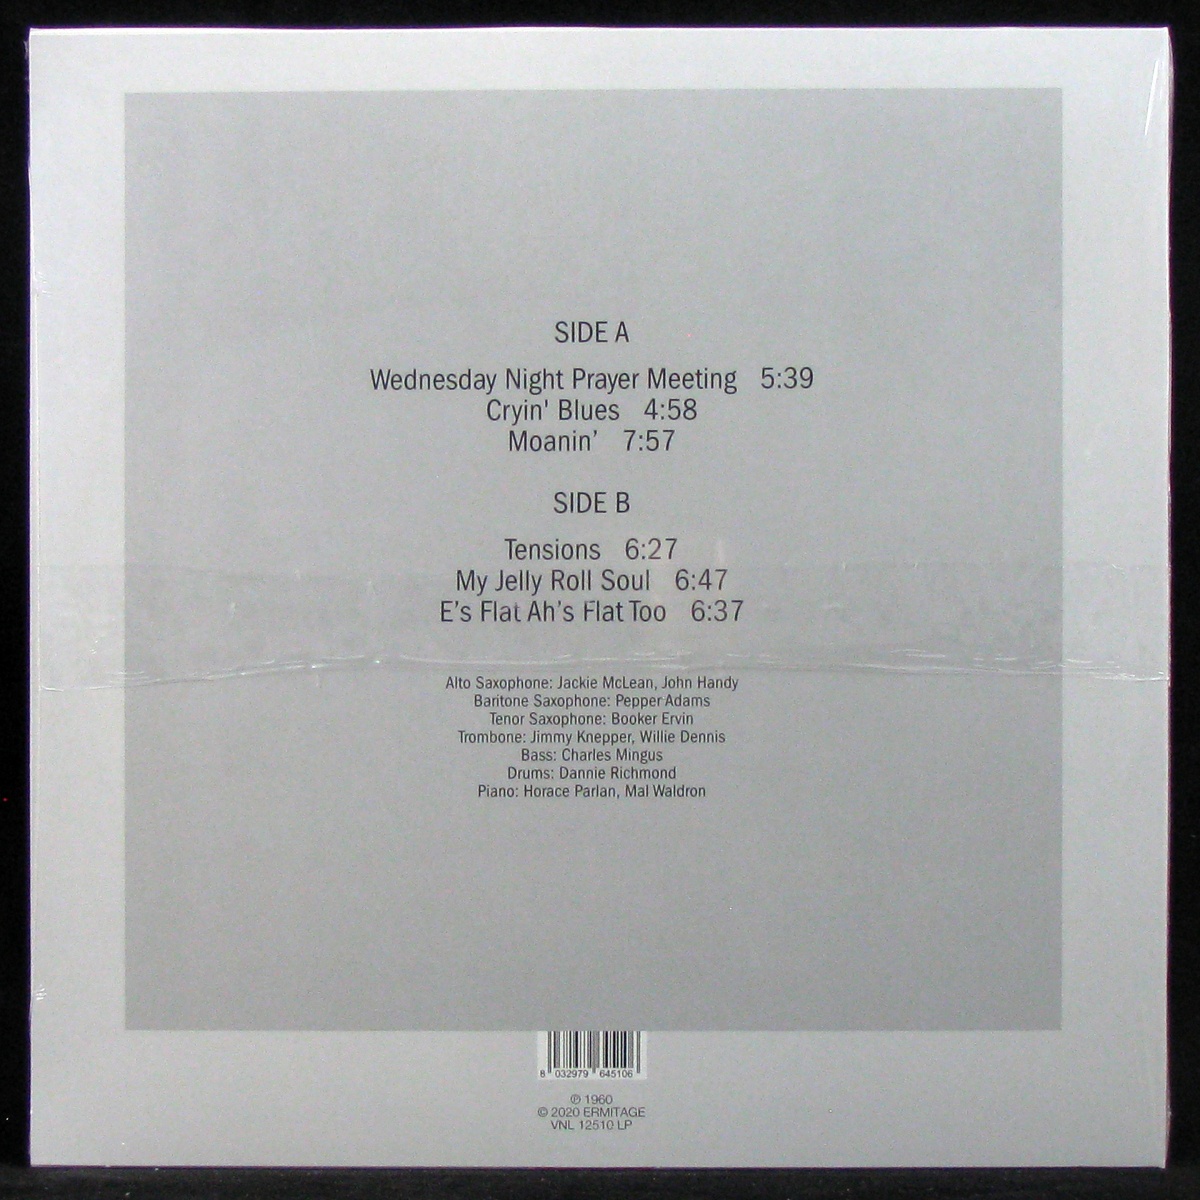 SIDE A
Wednesday Night Prayer Meeting 5:39
Cryin' Blues 4:58
Moanin’ 7:57
SIDE B
Tensions 6:27
My Jelly Roll Soul 6:47
E’s Flat Ah’s Flat Too 6:37
Alto Saxophone: Jackie McLean, John Handy
Baritone Saxophone: Pepper Adams
Tenor Saxophone: Booker Ervin
Trombone: Jimmy Knepper, Willie Dennis
Bass: Charles Mingus
Drums: Dannie Richmond
Piano: Horace Parlan, Mal Waldron
8 032979 645106
℗ 1960
© 2020 ERMITAGE
VNL 12510 LP